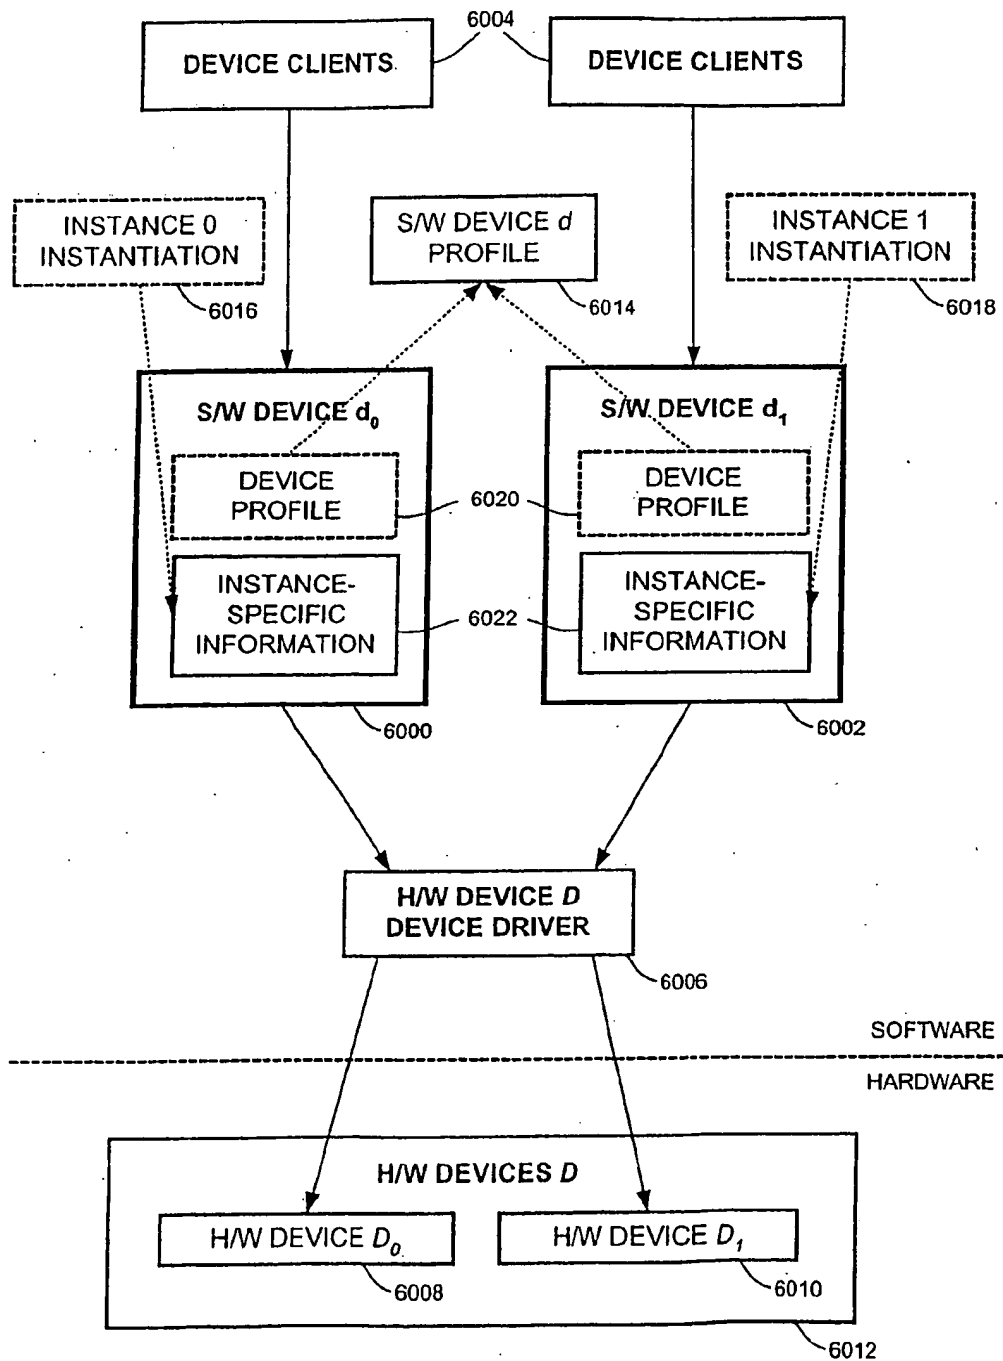 6004
DEVICE CLIENTS
DEVICE CLIENTS
INSTANCE 0
INSTANTIATION
6016
S/W DEVICE d
PROFILE
6014
INSTANCE 1
INSTANTIATION
6018
S/W DEVICE d0
DEVICE
PROFILE
6020
INSTANCE-
SPECIFIC
INFORMATION
6022
6000
S/W DEVICE d1
DEVICE
PROFILE
INSTANCE-
SPECIFIC
INFORMATION
6002
H/W DEVICE D
DEVICE DRIVER
6006
SOFTWARE
HARDWARE
H/W DEVICES D
H/W DEVICE D0
6008
H/W DEVICE D1
6010
6012